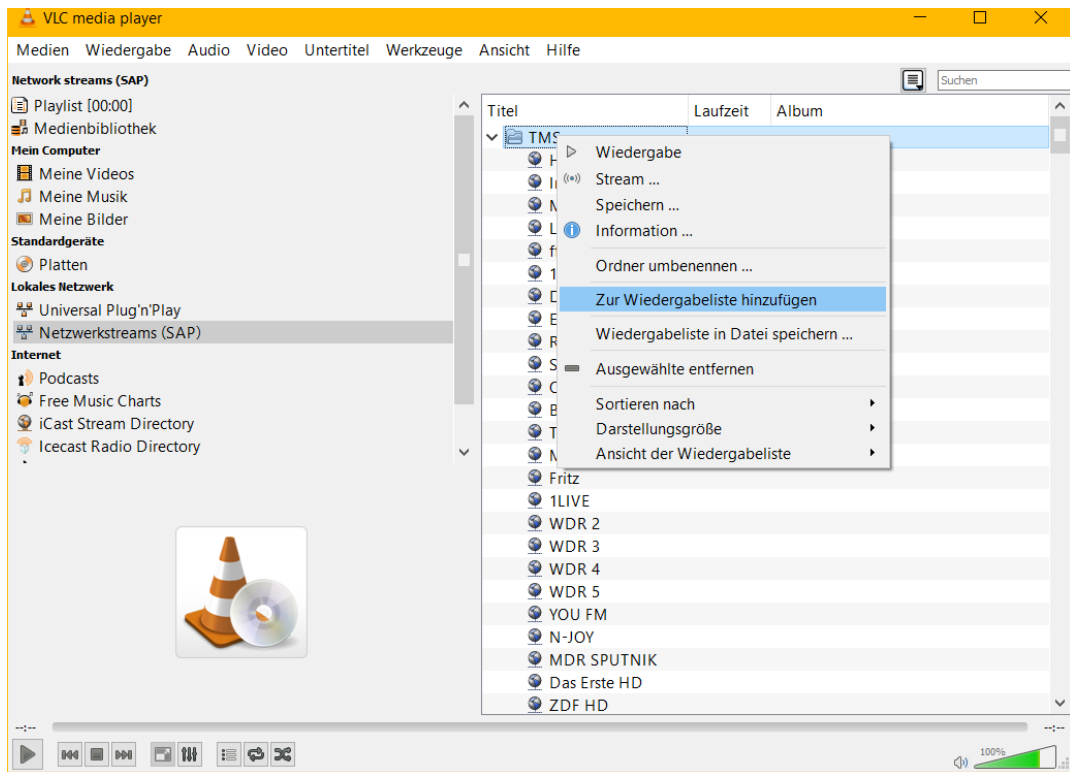 VLC media player
Medien Wiedergabe Audio Video Untertitel Werkzeuge Ansicht Hilfe
Network streams (SAP)
Suchen
Playlist [00:00]
Medienbibliothek
Mein Computer
Meine Videos
Meine Musik
Meine Bilder
Standardgeräte
Platten
Lokales Netzwerk
Universal Plug'n'Play
Netzwerkstreams (SAP)
Internet
Podcasts
Free Music Charts
iCast Stream Directory
Icecast Radio Directory
Titel Laufzeit Album
TMS
Wiedergabe
Stream ...
Speichern ...
Information ...
Ordner umbenennen ...
Zur Wiedergabeliste hinzufügen
Wiedergabeliste in Datei speichern ...
Ausgewählte entfernen
Sortieren nach
Darstellungsgröße
Ansicht der Wiedergabeliste
Fritz
1LIVE
WDR 2
WDR 3
WDR 4
WDR 5
YOU FM
N-JOY
MDR SPUTNIK
Das Erste HD
ZDF HD
--:-- --:--
100%